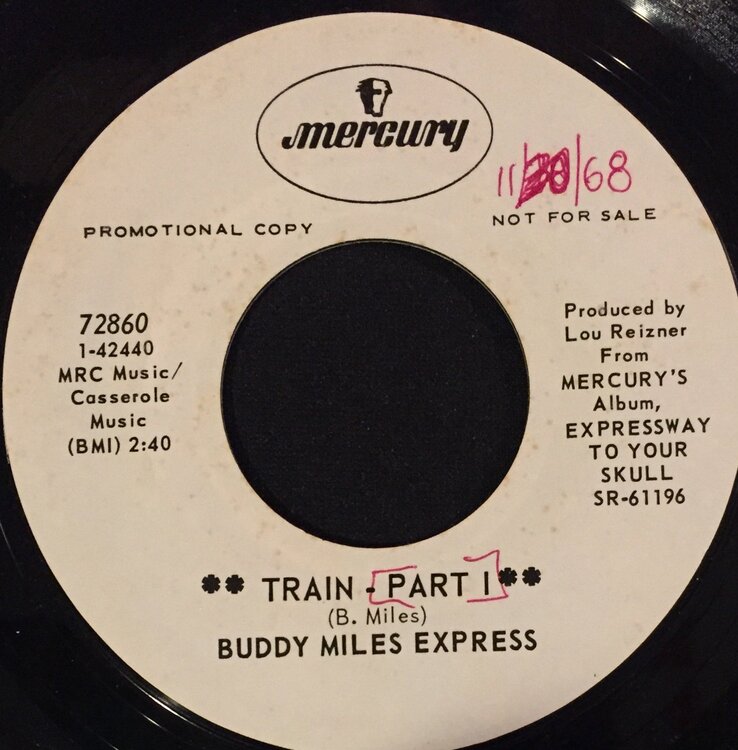 mercury
11/ /68
PROMOTIONAL COPY
NOT FOR SALE
72860
1-42440
MRC Music/
Casserole
Music
(BMI) 2:40
Produced by
Lou Reizner
From
MERCURY'S
Album,
EXPRESSWAY
TO YOUR
SKULL
SR-61196
** TRAIN - [PART I]**
(B. Miles)
BUDDY MILES EXPRESS